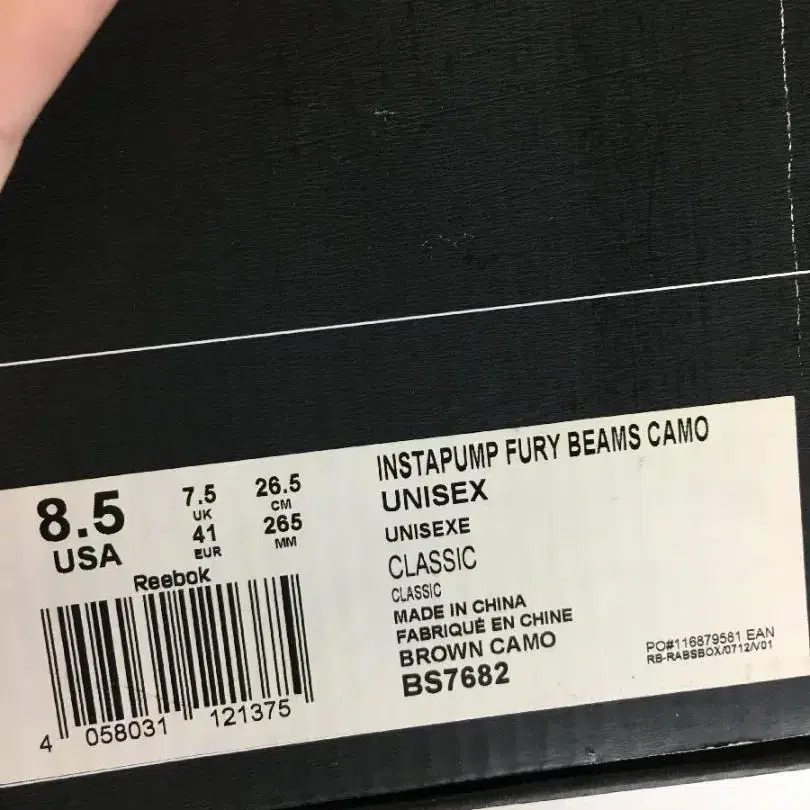 8.5
USA
7.5
UK
41
EUR
26.5
CM
265
MM
Reebok
4 058031 121375
INSTAPUMP FURY BEAMS CAMO
UNISEX
UNISEXE
CLASSIC
CLASSIC
MADE IN CHINA
FABRIQUÉ EN CHINE
BROWN CAMO
BS7682
PO#116879581 EAN
RB-RABSBOX/0712/V01